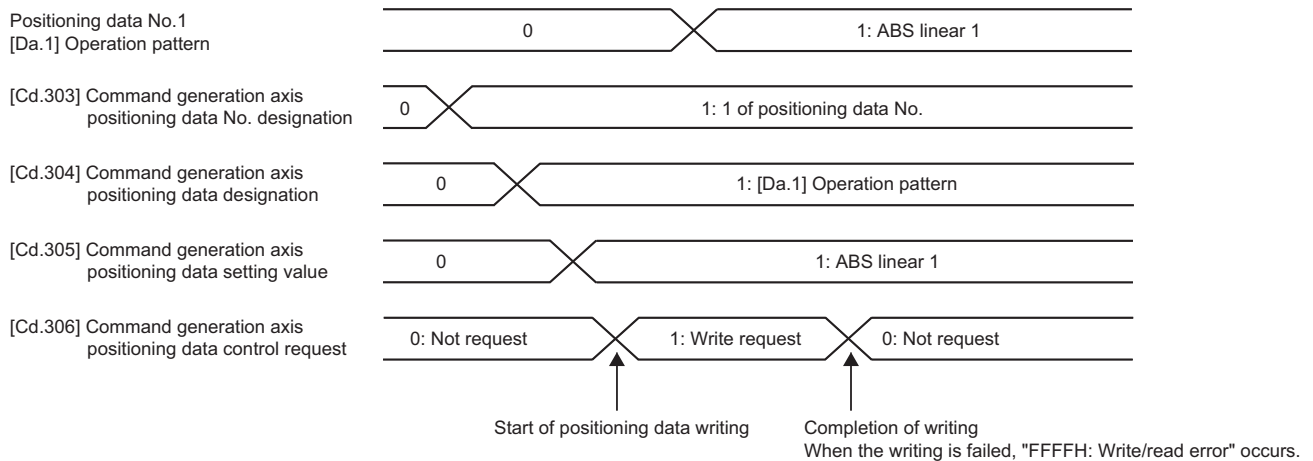 Positioning data No.1
[Da.1] Operation pattern
0
1: ABS linear 1
[Cd.303] Command generation axis
positioning data No. designation
0
1: 1 of positioning data No.
[Cd.304] Command generation axis
positioning data designation
0
1: [Da.1] Operation pattern
[Cd.305] Command generation axis
positioning data setting value
0
1: ABS linear 1
[Cd.306] Command generation axis
positioning data control request
0: Not request
1: Write request
0: Not request
Start of positioning data writing
Completion of writing
When the writing is failed, "FFFFH: Write/read error" occurs.